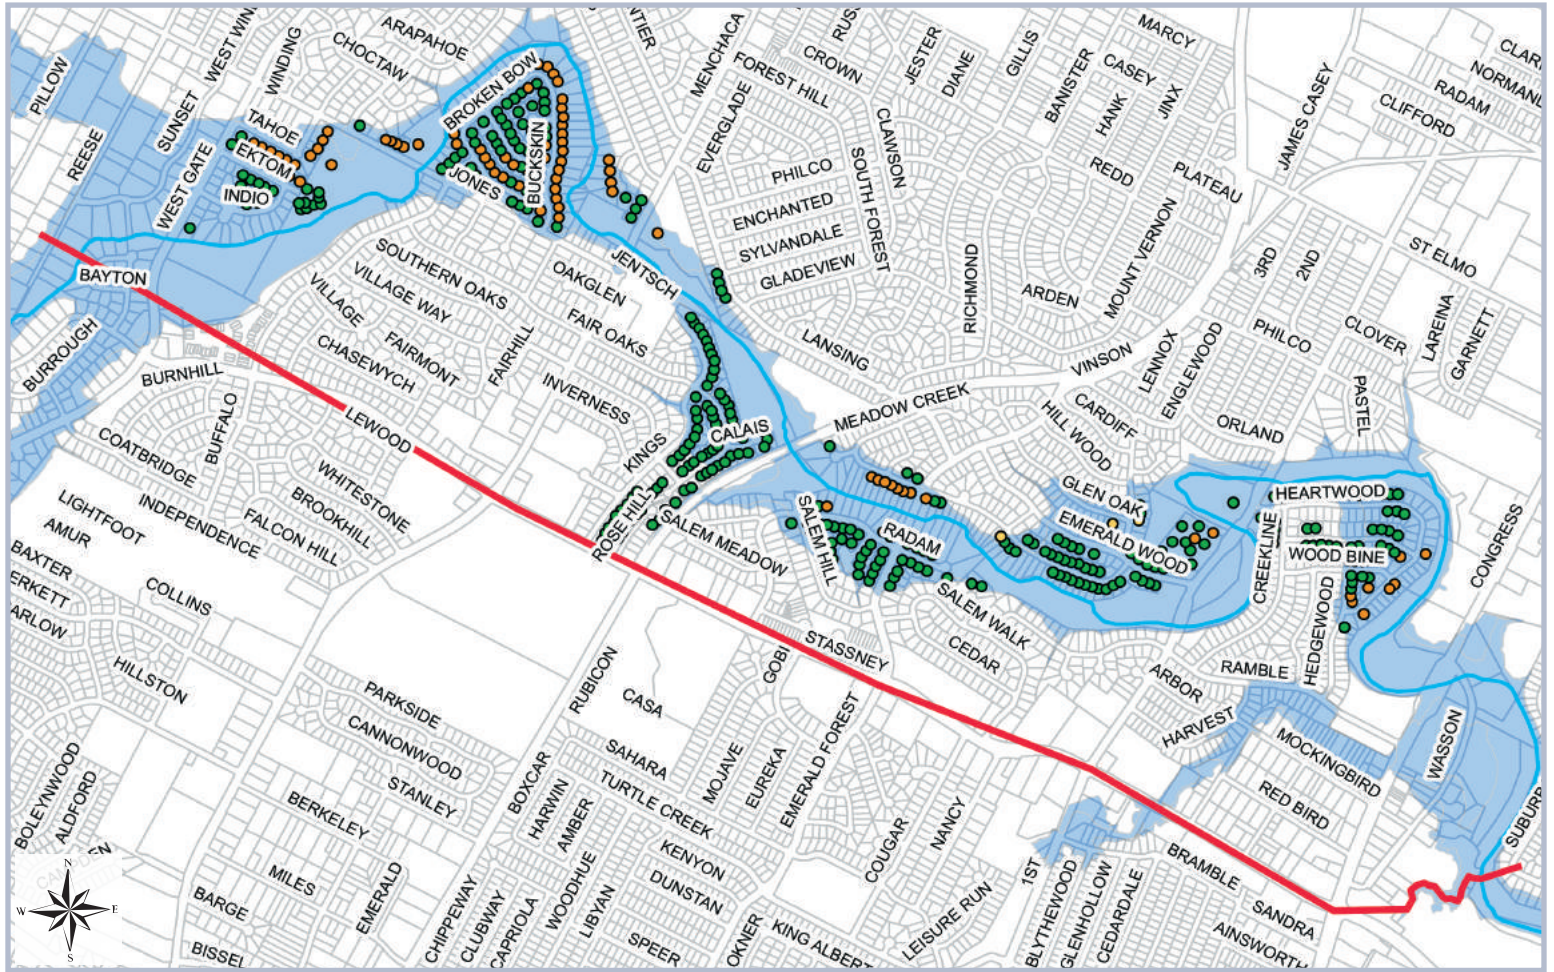 ARAPAHOE
CHOCTAW
WEST WIN
WINDING
PILLOW
SUNSET
REESE
TAHOE
EKTOM
INDIO
WEST GATE
BAYTON
BURROUGH
BROKEN BOW
BUCKSKIN
JONES
NTIER
MENCHACA
RUS
CROWN
FOREST HILL
JESTER
DIANE
GILLIS
MARCY
CASEY
BANISTER
HANK
JINX
JAMES CASEY
CLAR
NORMAN
RADAM
CLIFFORD
EVERGLADE
CLAWSON
PHILCO
SOUTH FOREST
ENCHANTED
SYLVANDALE
GLADEVIEW
REDD
PLATEAU
MOUNT VERNON
RICHMOND
ARDEN
3RD
2ND
ST ELMO
LAREINA
GARNETT
CLOVER
PHILCO
JENTSCH
SOUTHERN OAKS
VILLAGE WAY
VILLAGE
OAKGLEN
FAIR OAKS
FAIRHILL
FAIRMONT
CHASEWYCH
INVERNESS
KINGS
LANSING
MEADOW CREEK
VINSON
LENNOX
ENGLEWOOD
CARDIFF
HILL WOOD
ORLAND
PASTEL
BURNHILL
BUFFALO
LEWOOD
COATBRIDGE
WHITESTONE
BROOKHILL
INDEPENDENCE
FALCON HILL
LIGHTFOOT
AMUR
BAXTER
ERKETT
ARLOW
COLLINS
HILLSTON
CALAIS
ROSE HILL
SALEM MEADOW
SALEM HILL
RADAM
GLEN OAK
EMERALD WOOD
HEARTWOOD
WOOD BINE
CREEKLINE
HEDGEWOOD
CONGRESS
SALEM WALK
CEDAR
STASSNEY
GOBI
RUBICON
CASA
RAMBLE
ARBOR
HARVEST
MOCKINGBIRD
RED BIRD
WASSON
SUBURB
PARKSIDE
CANNONWOOD
STANLEY
BERKELEY
BOLEYNWOOD
ALDFORD
EN
MILES
BARGE
BISSEL
EMERALD
BOXCAR
SAHARA
TURTLE CREEK
MOJAVE
EUREKA
EMERALD FOREST
HARWIN
AMBER
WOODHUE
LIBYAN
CHIPPEWAY
CLUBWAY
CAPRIOLA
KENYON
DUNSTAN
SPEER
OKNER
KING ALBERT
COUGAR
NANCY
LEISURE RUN
1ST
BLYTHEWOOD
GLENHOLLOW
CEDARDALE
BRAMBLE
SANDRA
AINSWORTH
N
W E
S